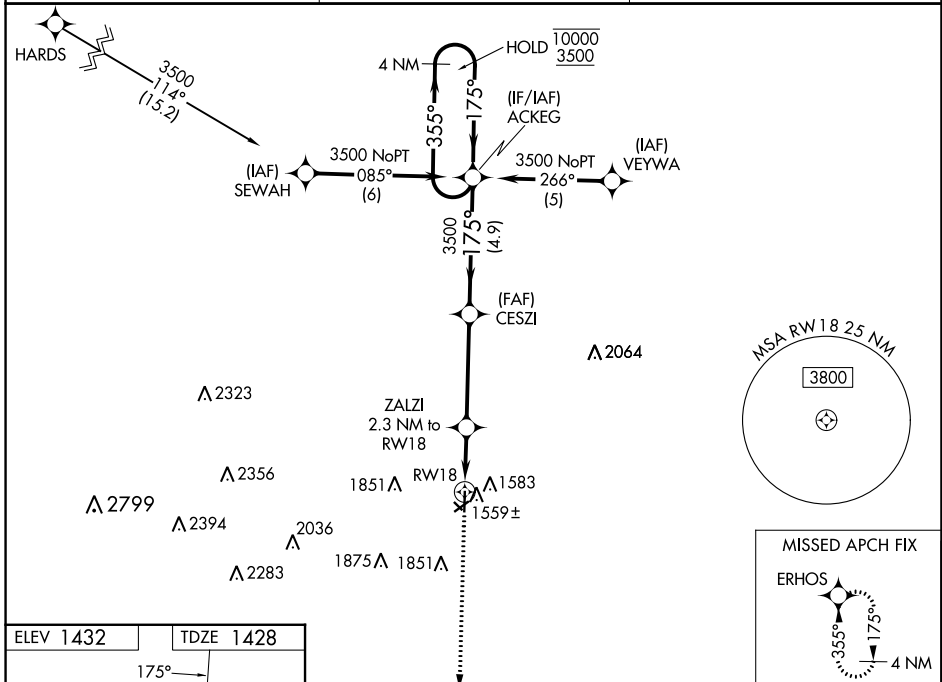 HARDS
3500
114°
(15.2)
4 NM
HOLD
10000
3500
355°
175°
(IF/IAF)
ACKEG
(IAF)
SEWAH
3500 NoPT
085°
(6)
3500 NoPT
266°
(5)
(IAF)
VEYWA
3500
175°
(4.9)
(FAF)
CESZI
2064
MSA RW18 25 NM
3800
2323
ZALZI
2.3 NM to
RW18
2356
1851
RW18
1583
1559±
2799
2394
2036
2283
1875
1851
MISSED APCH FIX
ERHOS
355°
175°
4 NM
ELEV 1432
TDZE 1428
175°